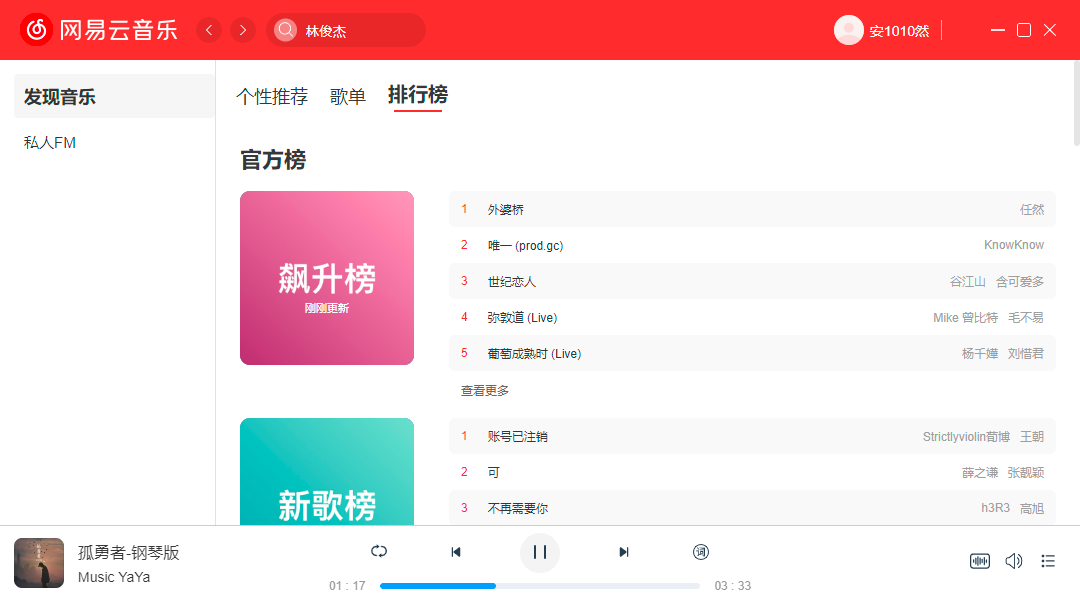 网易云音乐
林俊杰
安1010然
发现音乐
私人FM
个性推荐 歌单 排行榜
官方榜
飙升榜
刚刚更新
1 外婆桥 任然
2 唯一 (prod.gc) KnowKnow
3 世纪恋人 谷江山 含可爱多
4 弥敦道 (Live) Mike 曾比特 毛不易
5 葡萄成熟时 (Live) 杨千嬅 刘惜君
查看更多
新歌榜
1 账号已注销 Strictlyviolin荀博 王朝
2 可 薛之谦 张靓颖
3 不再需要你 h3R3 高旭
孤勇者-钢琴版
Music YaYa
词
01 : 17 03 : 33